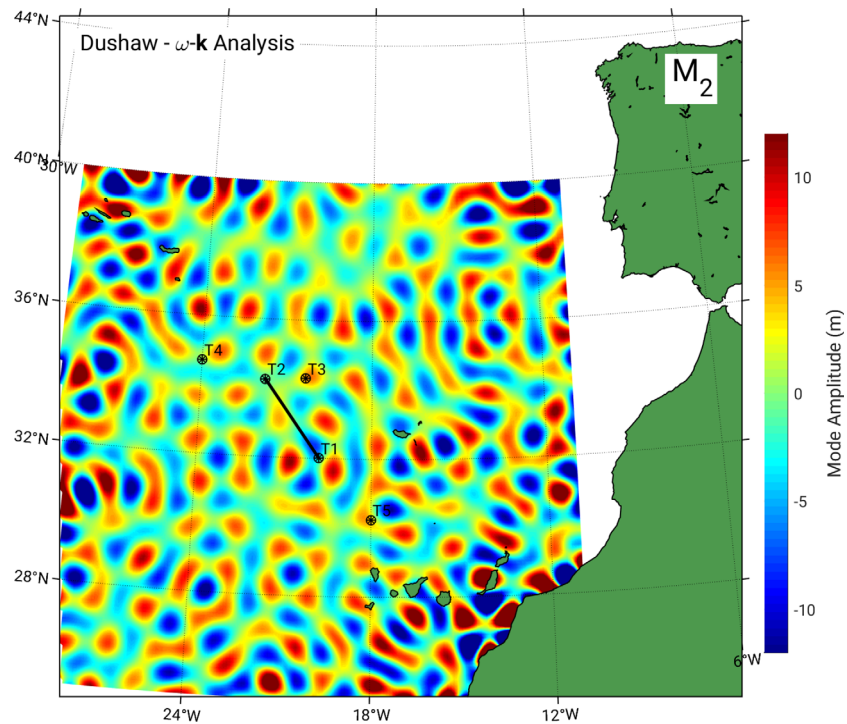 44°N
Dushaw - ω-k Analysis
M2
40°N
30°W
10
36°N
5
T4
T2
T3
0
Mode Amplitude (m)
32°N
T1
-5
T5
28°N
-10
6°W
24°W
18°W
12°W